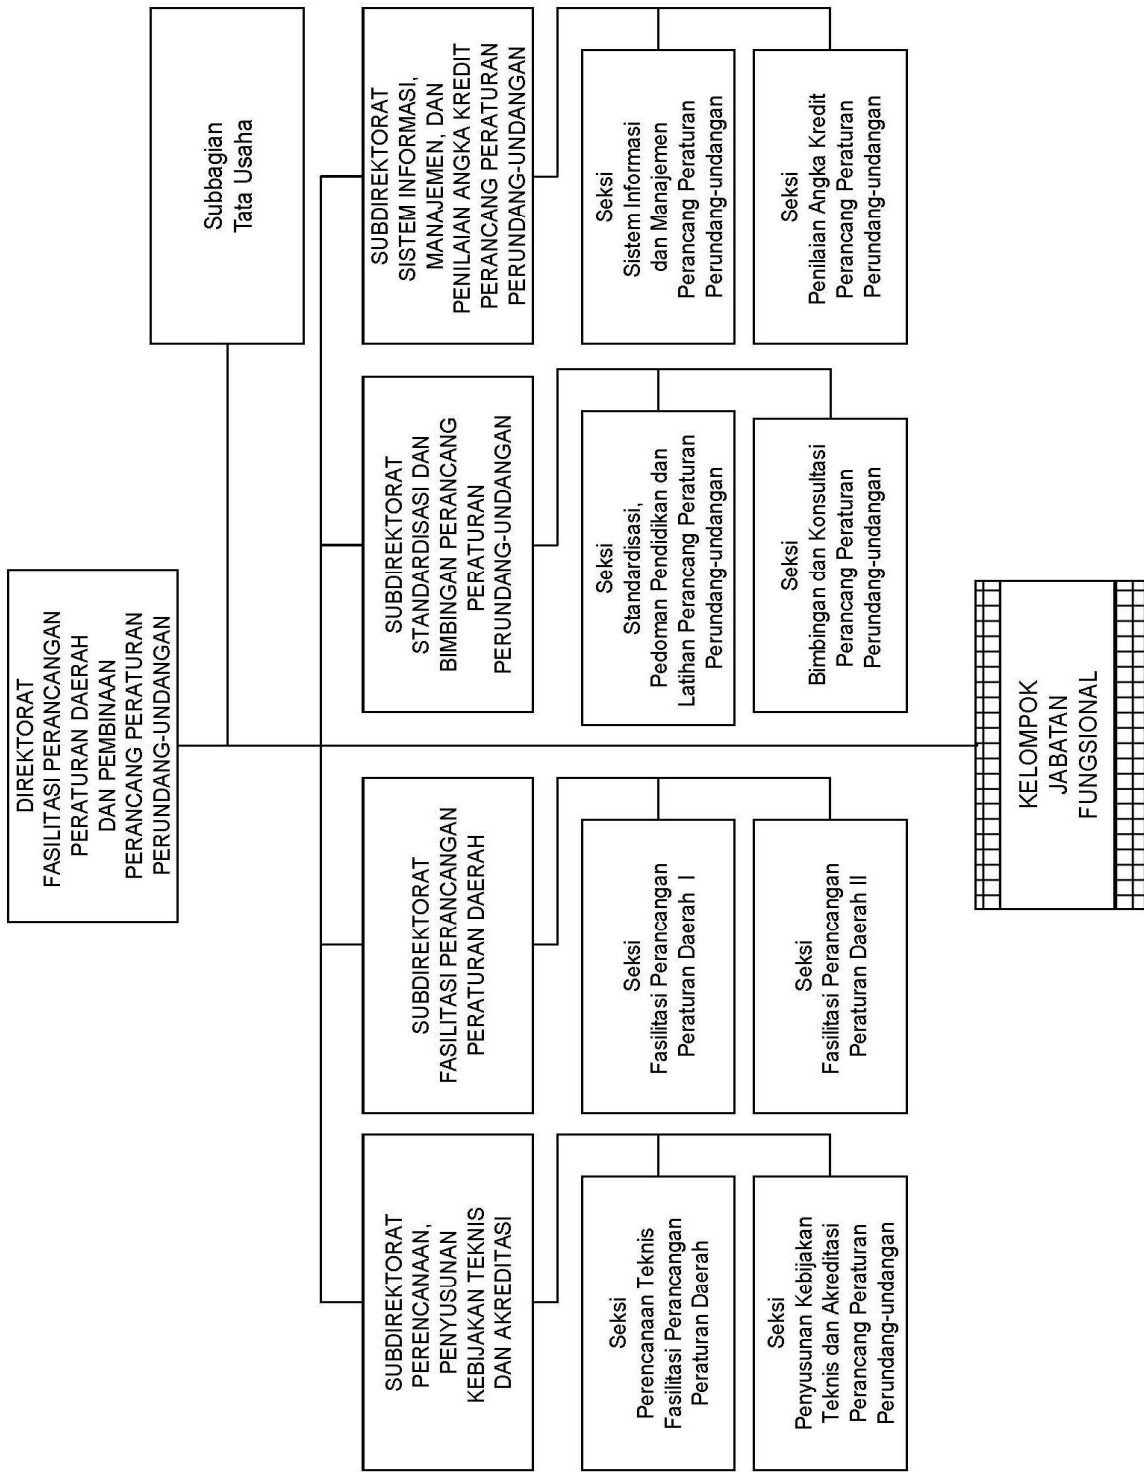 DIREKTORAT
FASILITASI PERANCANGAN
PERATURAN DAERAH
DAN PEMBINAAN
PERANCANG PERATURAN
PERUNDANG-UNDANGAN
Subbagian
Tata Usaha
SUBDIREKTORAT
PERENCANAAN,
PENYUSUNAN
KEBIJAKAN TEKNIS
DAN AKREDITASI
SUBDIREKTORAT
FASILITASI PERANCANGAN
PERATURAN DAERAH
SUBDIREKTORAT
STANDARDISASI DAN
BIMBINGAN PERANCANG
PERATURAN
PERUNDANG-UNDANGAN
SUBDIREKTORAT
SISTEM INFORMASI,
MANAJEMEN, DAN
PENILAIAN ANGKA KREDIT
PERANCANG PERATURAN
PERUNDANG-UNDANGAN
Seksi
Perencanaan Teknis
Fasilitasi Perancangan
Peraturan Daerah
Seksi
Fasilitasi Perancangan
Peraturan Daerah I
Seksi
Standardisasi,
Pedoman Pendidikan dan
Latihan Perancang Peraturan
Perundang-undangan
Seksi
Sistem Informasi
dan Manajemen
Perancang Peraturan
Perundang-undangan
Seksi
Penyusunan Kebijakan
Teknis dan Akreditasi
Perancang Peraturan
Perundang-undangan
Seksi
Fasilitasi Perancangan
Peraturan Daerah II
Seksi
Bimbingan dan Konsultasi
Perancang Peraturan
Perundang-undangan
Seksi
Penilaian Angka Kredit
Perancang Peraturan
Perundang-undangan
KELOMPOK
JABATAN
FUNGSIONAL